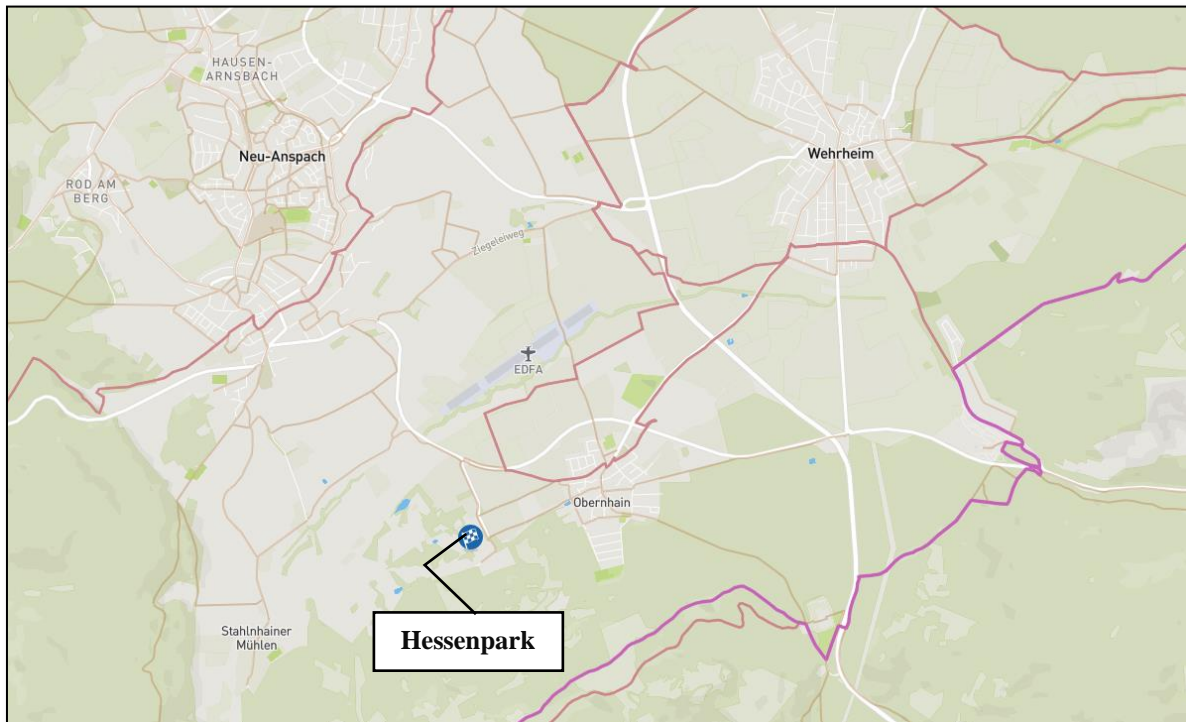 HAUSEN-
ARNSBACH
Neu-Anspach
Wehrheim
ROD AM
BERG
Ziegeleiweg
EDFA
Obernhain
Hessenpark
Stahlnhainer
Mühlen